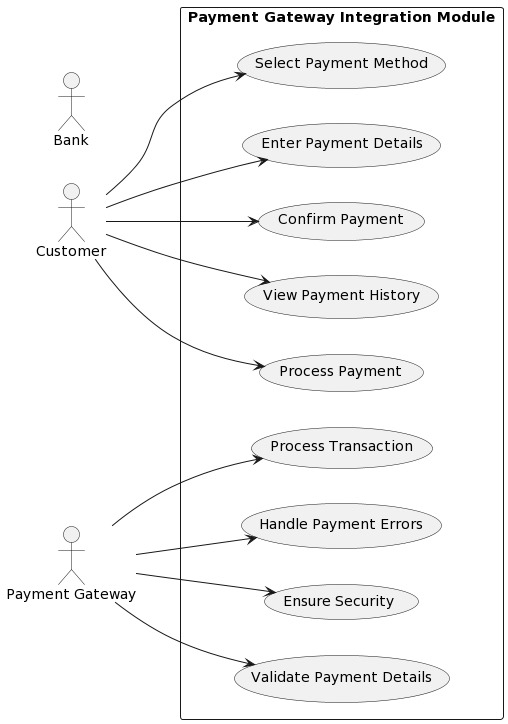 Payment Gateway Integration Module
Select Payment Method
Bank
Enter Payment Details
Customer
Confirm Payment
View Payment History
Process Payment
Process Transaction
Handle Payment Errors
Payment Gateway
Ensure Security
Validate Payment Details